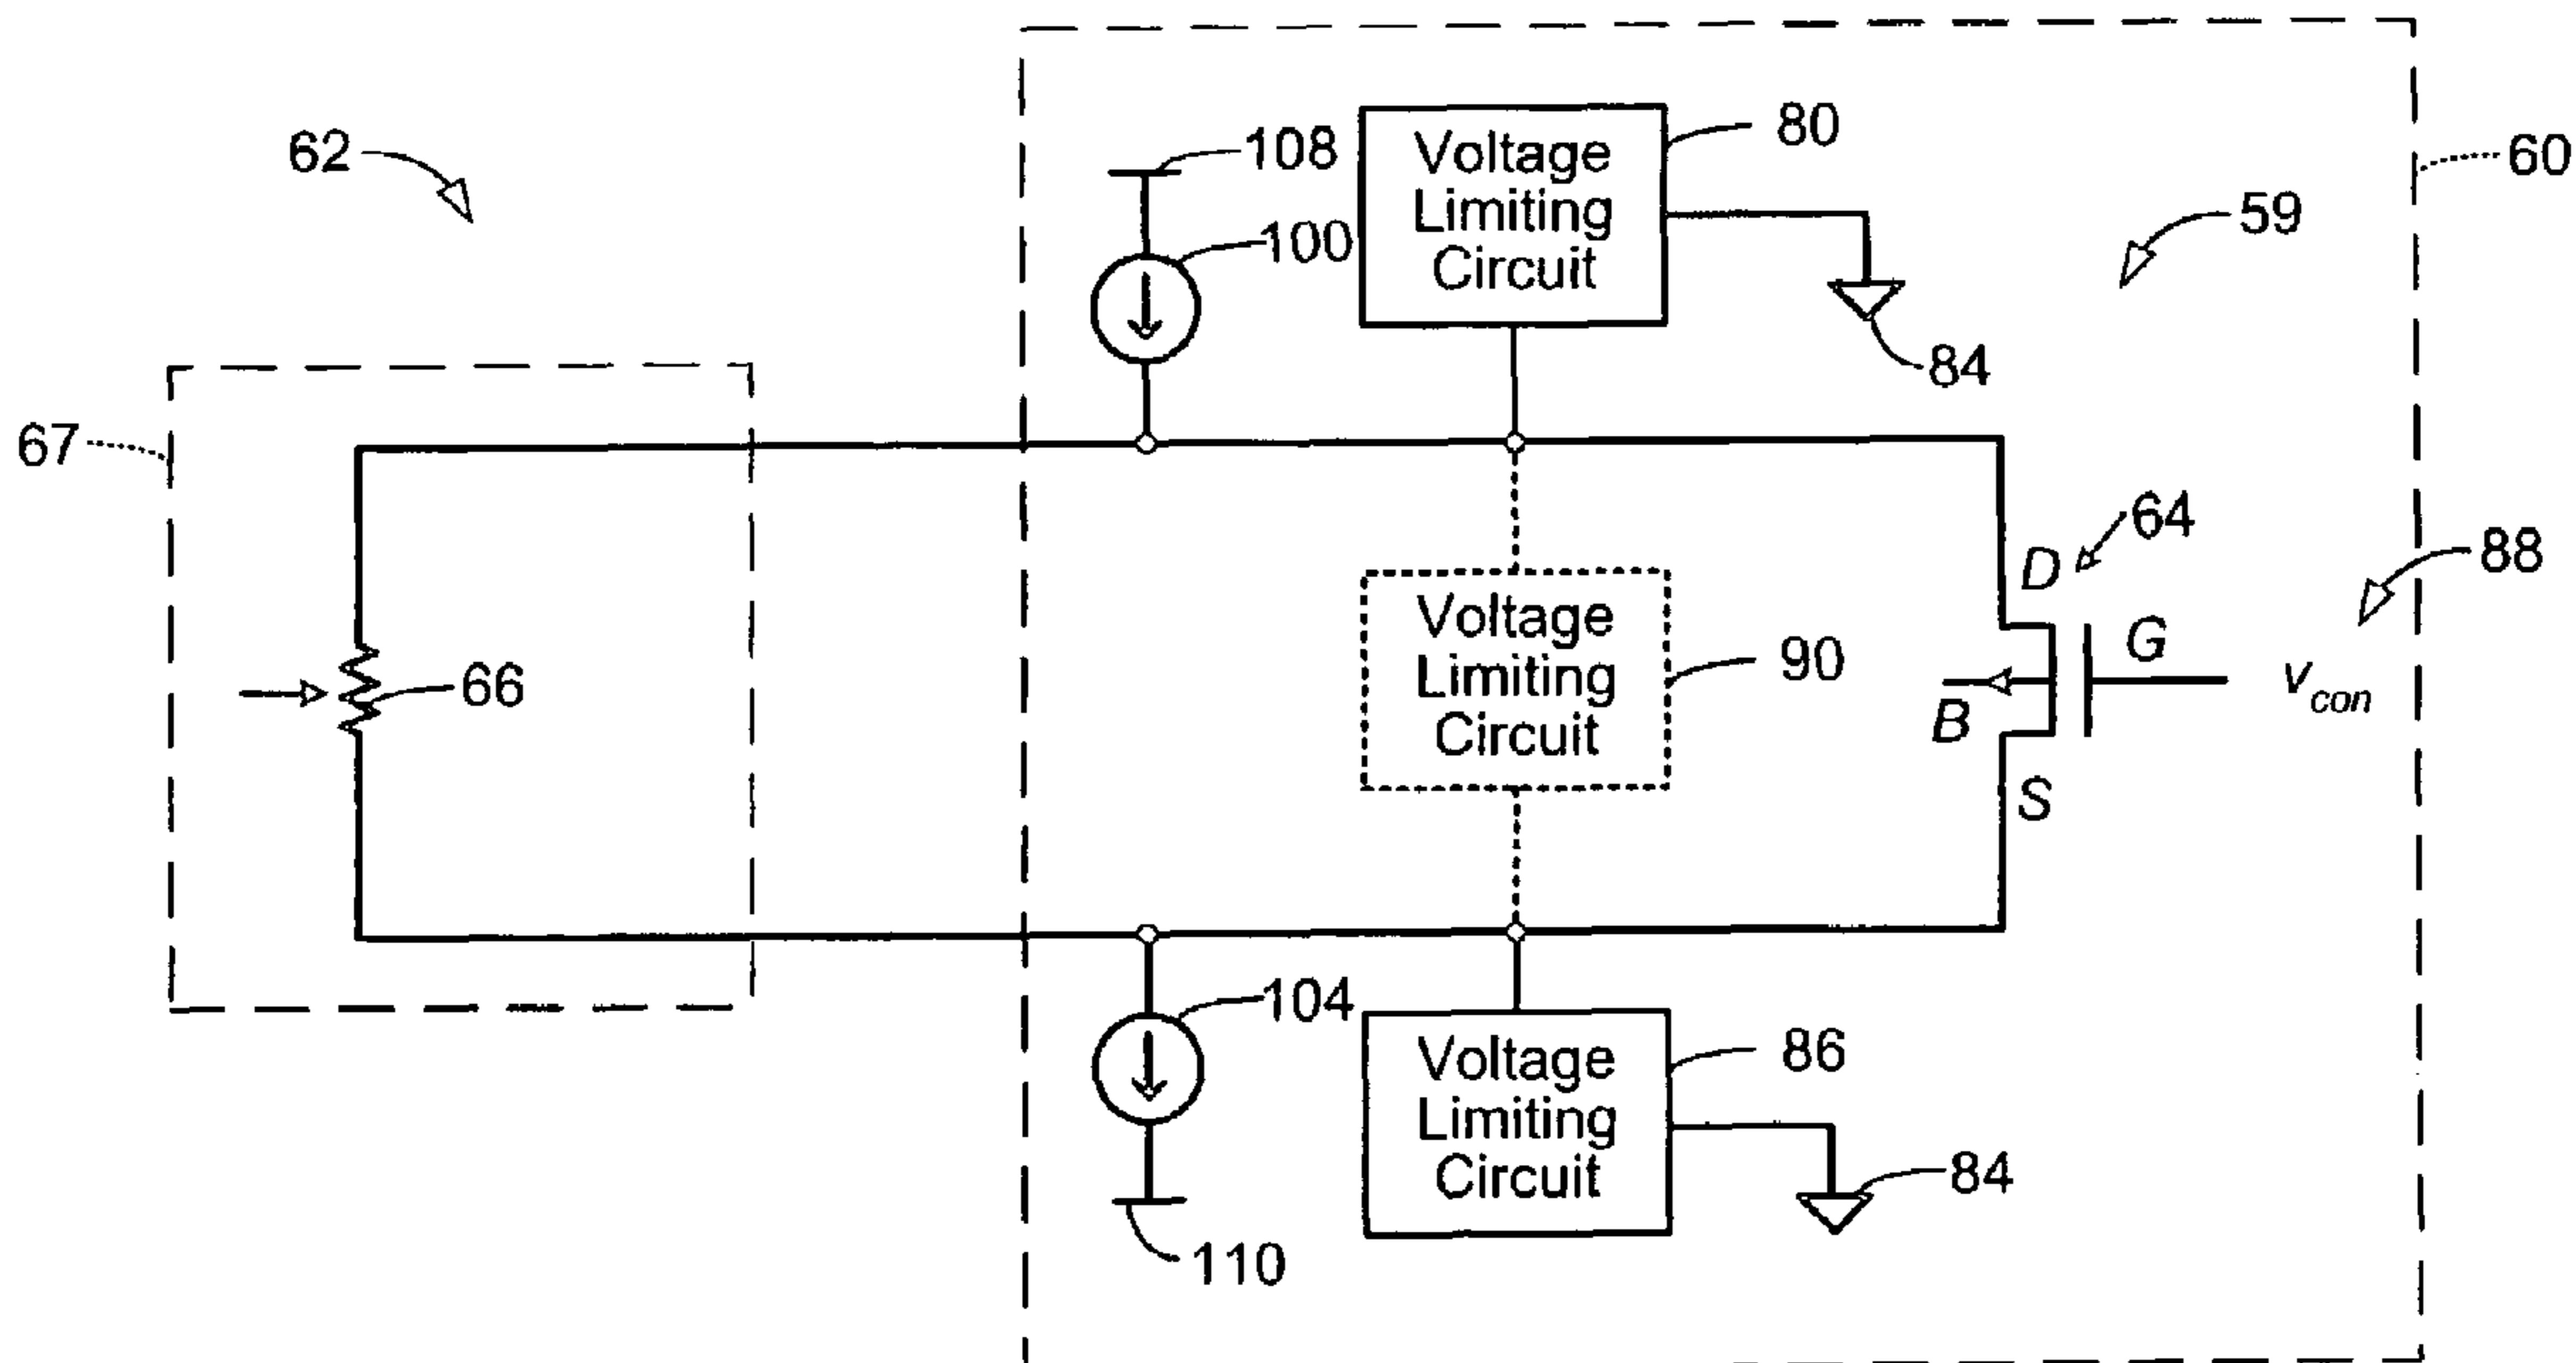 62
108
100
Voltage
Limiting
Circuit
80
60
59
84
67
66
Voltage
Limiting
Circuit
90
D
64
G
B
S
88
vcon
104
110
Voltage
Limiting
Circuit
86
84